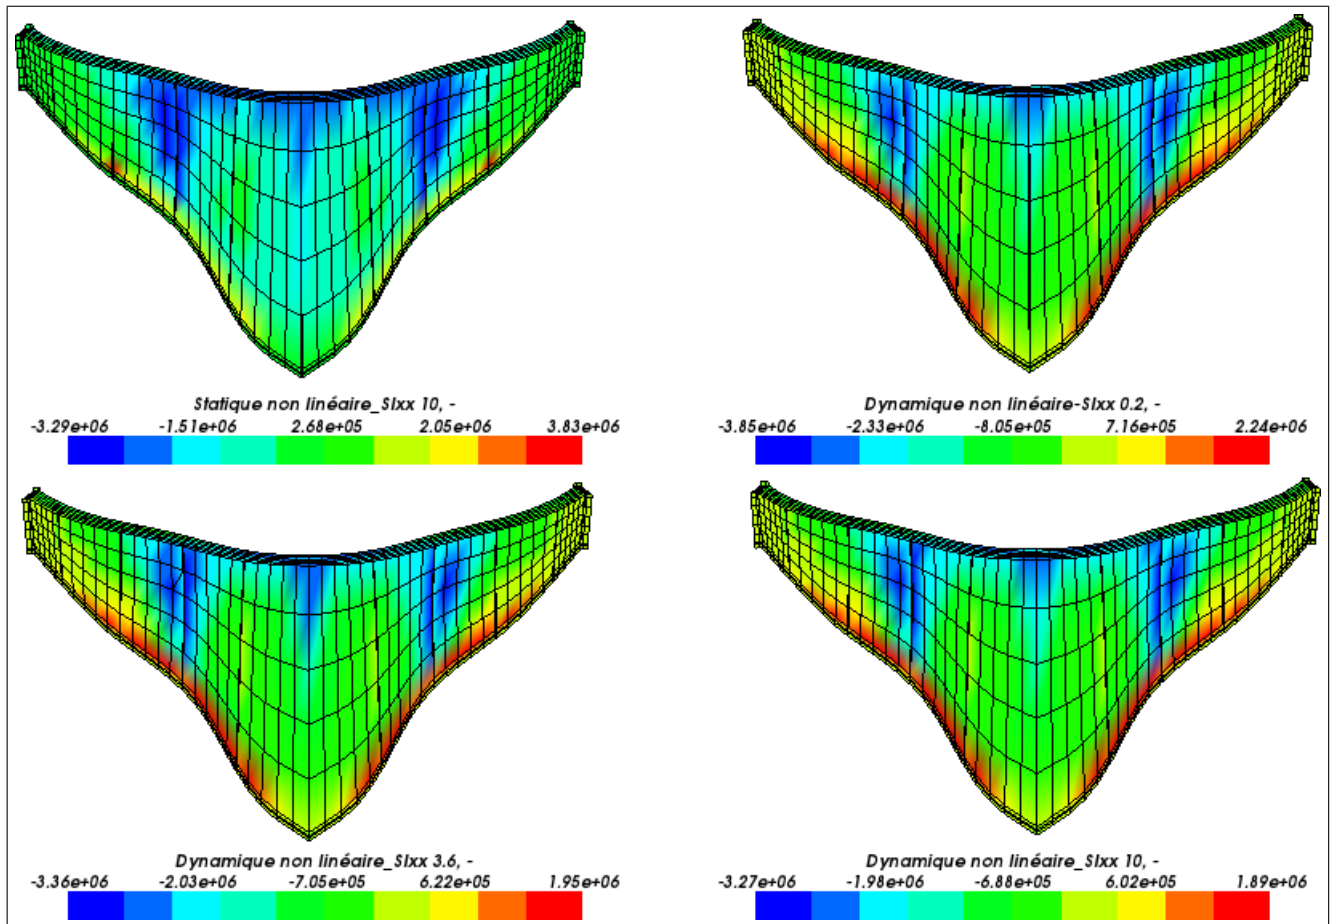 Statique non linéaire_SIxx 10, -
-3.29e+06 -1.51e+06 2.68e+05 2.05e+06 3.83e+06
Dynamique non linéaire-SIxx 0.2, -
-3.85e+06 -2.33e+06 -8.05e+05 7.16e+05 2.24e+06
Dynamique non linéaire_SIxx 3.6, -
-3.36e+06 -2.03e+06 -7.05e+05 6.22e+05 1.95e+06
Dynamique non linéaire_SIxx 10, -
-3.27e+06 -1.98e+06 -6.88e+05 6.02e+05 1.89e+06